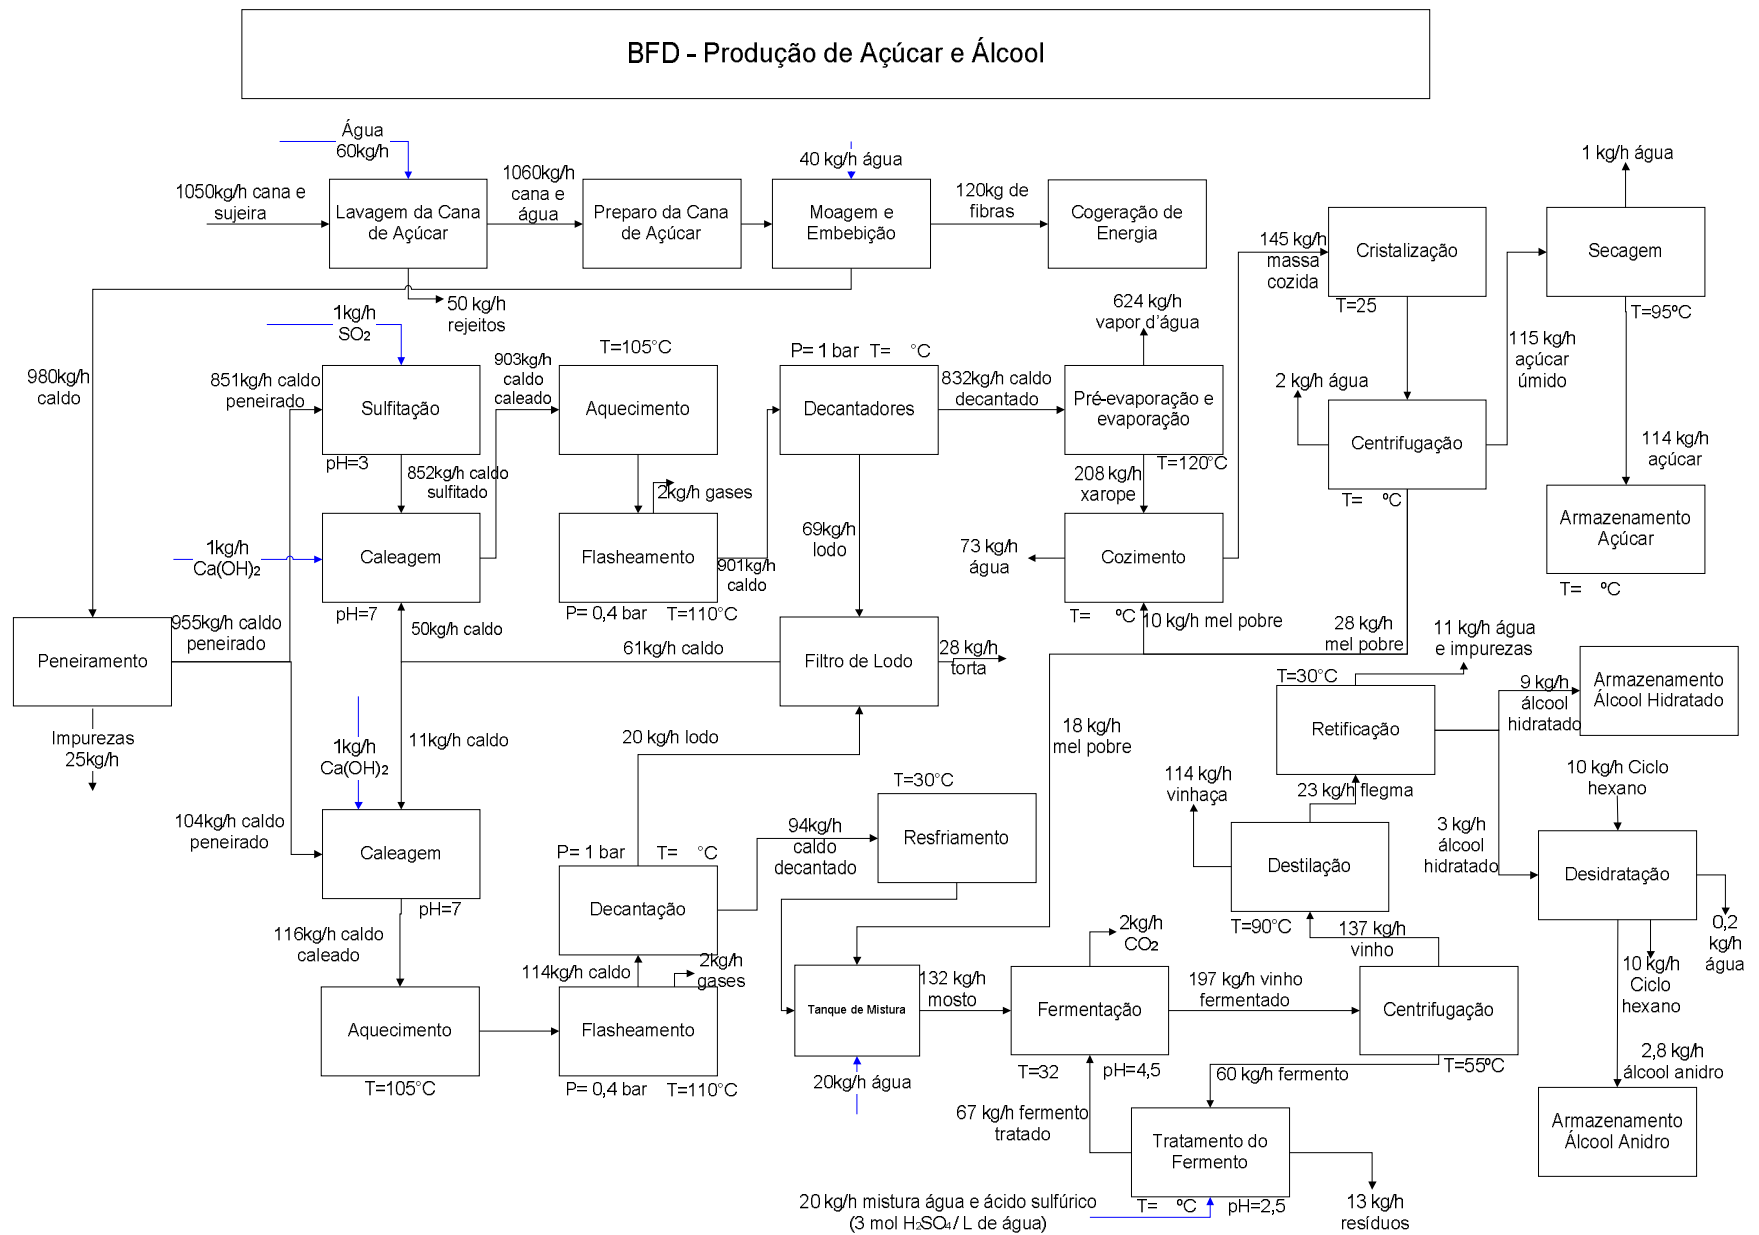 BFD - Produção de Açúcar e Álcool
Água
60kg/h
1050kg/h cana e
sujeira
Lavagem da Cana
de Açúcar
1060kg/h
cana e
água
Preparo da Cana
de Açúcar
40 kg/h água
Moagem e
Embebição
120kg de
fibras
Cogeração de
Energia
50 kg/h
rejeitos
145 kg/h
massa
cozida
Cristalização
T=25
1 kg/h água
Secagem
T=95ºC
115 kg/h
açúcar
úmido
2 kg/h água
Centrifugação
T= ºC
114 kg/h
açúcar
Armazenamento
Açúcar
T= ºC
980kg/h
caldo
1kg/h
SO₂
851kg/h caldo
peneirado
Sulfitação
pH=3
903kg/h
caldo
caleado
852kg/h caldo
sulfitado
T=105°C
Aquecimento
2kg/h gases
P= 1 bar T= °C
Decantadores
832kg/h caldo
decantado
624 kg/h
vapor d'água
Pré-evaporação e
evaporação
T=120°C
208 kg/h
xarope
1kg/h
Ca(OH)₂
Caleagem
pH=7
Flasheamento
P= 0,4 bar T=110°C
901kg/h
caldo
69kg/h
lodo
73 kg/h
água
Cozimento
T= ºC
10 kg/h mel pobre
28 kg/h
mel pobre
955kg/h caldo
peneirado
Peneiramento
Impurezas
25kg/h
50kg/h caldo
61kg/h caldo
Filtro de Lodo
28 kg/h
torta
11 kg/h água
e impurezas
T=30°C
Retificação
9 kg/h
álcool
hidratado
Armazenamento
Álcool Hidratado
11kg/h caldo
20 kg/h lodo
18 kg/h
mel pobre
1kg/h
Ca(OH)₂
104kg/h caldo
peneirado
Caleagem
pH=7
T=30°C
94kg/h
caldo
decantado
Resfriamento
114 kg/h
vinhaça
23 kg/h flegma
Destilação
T=90°C
3 kg/h
álcool
hidratado
10 kg/h Ciclo
hexano
Desidratação
0,2
kg/h
água
10 kg/h
Ciclo
hexano
P= 1 bar T= °C
Decantação
116kg/h caldo
caleado
114kg/h caldo
2kg/h
gases
Aquecimento
T=105°C
Flasheamento
P= 0,4 bar T=110°C
Tanque de Mistura
20kg/h água
132 kg/h
mosto
2kg/h
CO₂
Fermentação
T=32 pH=4,5
197 kg/h vinho
fermentado
137 kg/h
vinho
Centrifugação
T=55ºC
60 kg/h fermento
67 kg/h fermento
tratado
Tratamento do
Fermento
T= ºC pH=2,5
20 kg/h mistura água e ácido sulfúrico
(3 mol H₂SO₄ / L de água)
13 kg/h
resíduos
2,8 kg/h
álcool anidro
Armazenamento
Álcool Anidro